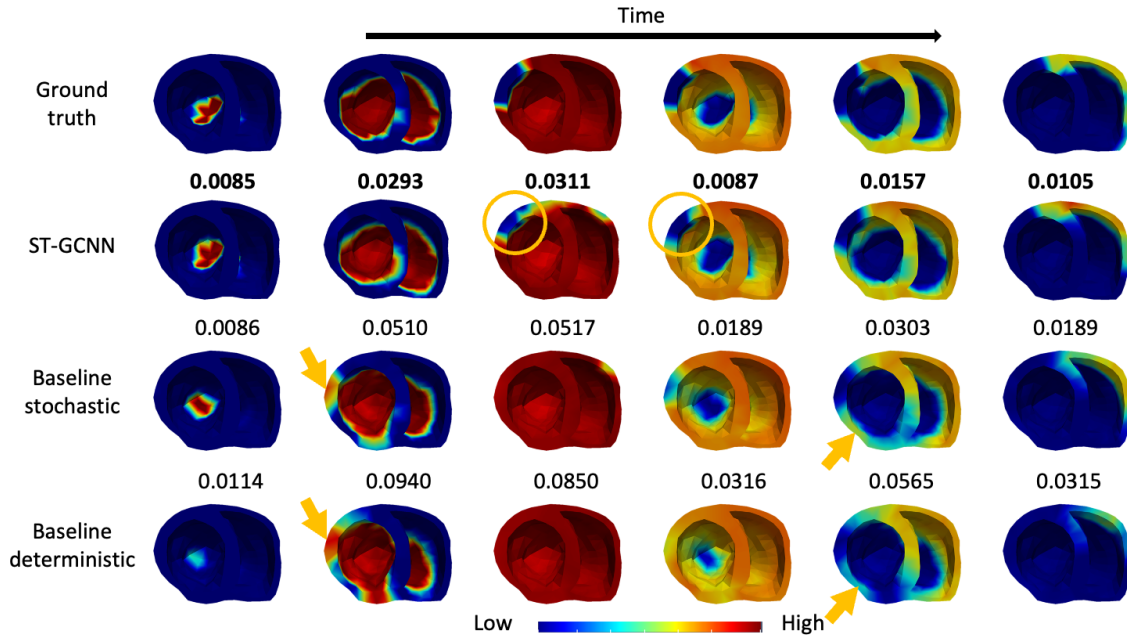 Time
Ground
truth
0.0085 0.0293 0.0311 0.0087 0.0157 0.0105
ST-GCNN
0.0086 0.0510 0.0517 0.0189 0.0303 0.0189
Baseline
stochastic
0.0114 0.0940 0.0850 0.0316 0.0565 0.0315
Baseline
deterministic
Low High